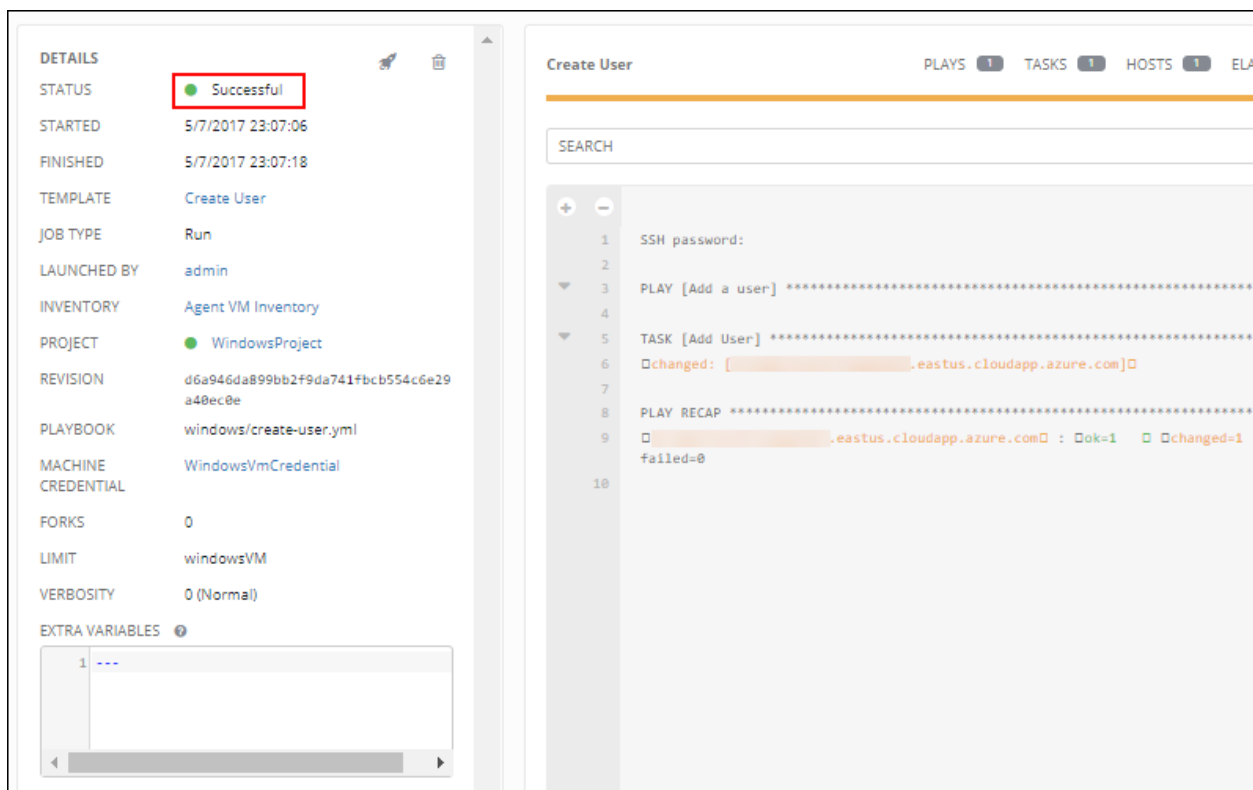 DETAILS
STATUS Successful
STARTED 5/7/2017 23:07:06
FINISHED 5/7/2017 23:07:18
TEMPLATE Create User
JOB TYPE Run
LAUNCHED BY admin
INVENTORY Agent VM Inventory
PROJECT WindowsProject
REVISION d6a946da899bb2f9da741fbcb554c6e29
a40ec0e
PLAYBOOK windows/create-user.yml
MACHINE WindowsVmCredential
CREDENTIAL
FORKS 0
LIMIT windowsVM
VERBOSITY 0 (Normal)
EXTRA VARIABLES
1 ---
Create User PLAYS 1 TASKS 1 HOSTS 1 ELA
SEARCH
1 SSH password:
2
3 PLAY [Add a user] **********************************************************
4
5 TASK [Add User] ************************************************************
6 □changed: [ .eastus.cloudapp.azure.com]□
7
8 PLAY RECAP *****************************************************************
9 □ .eastus.cloudapp.azure.com□ : □ok=1 □ □changed=1
failed=0
10